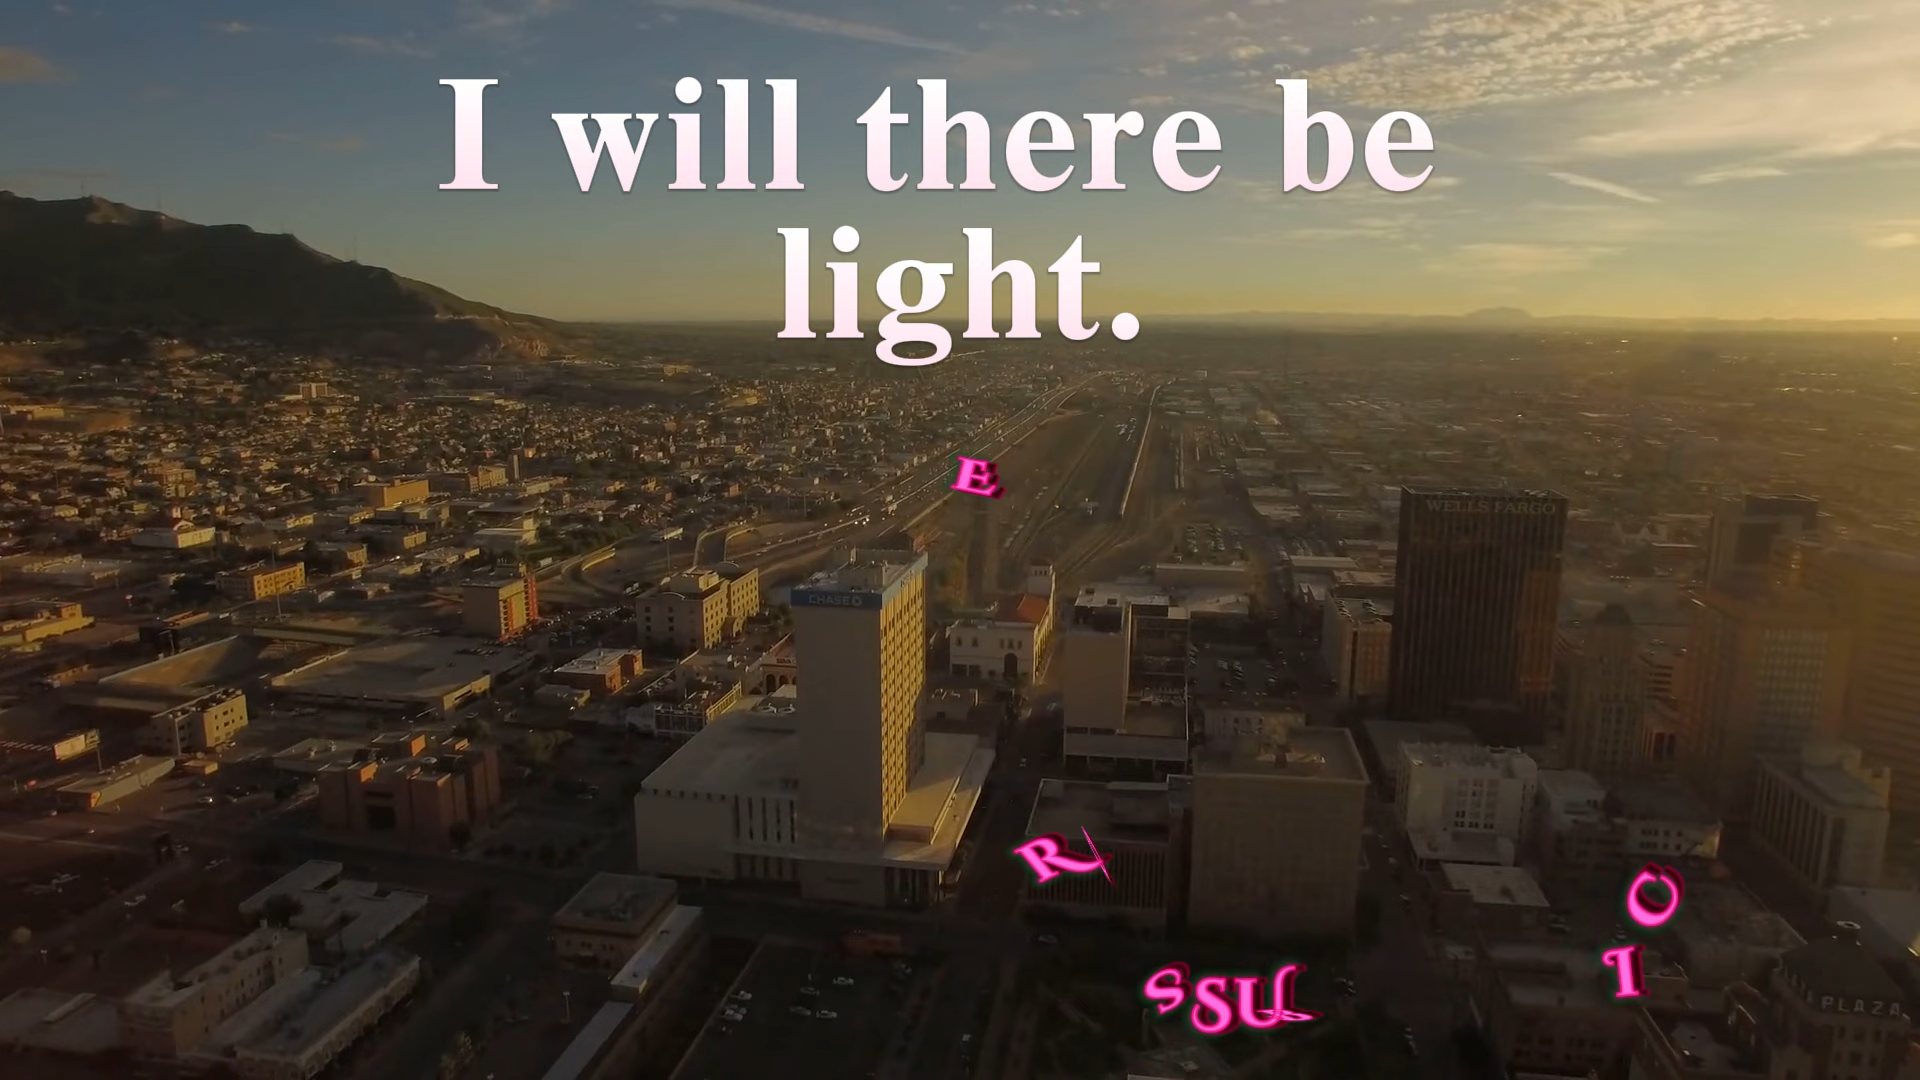 I will there be
light.
E
WELLS FARGO
CHASE
R
C
I
SSU
PLAZA